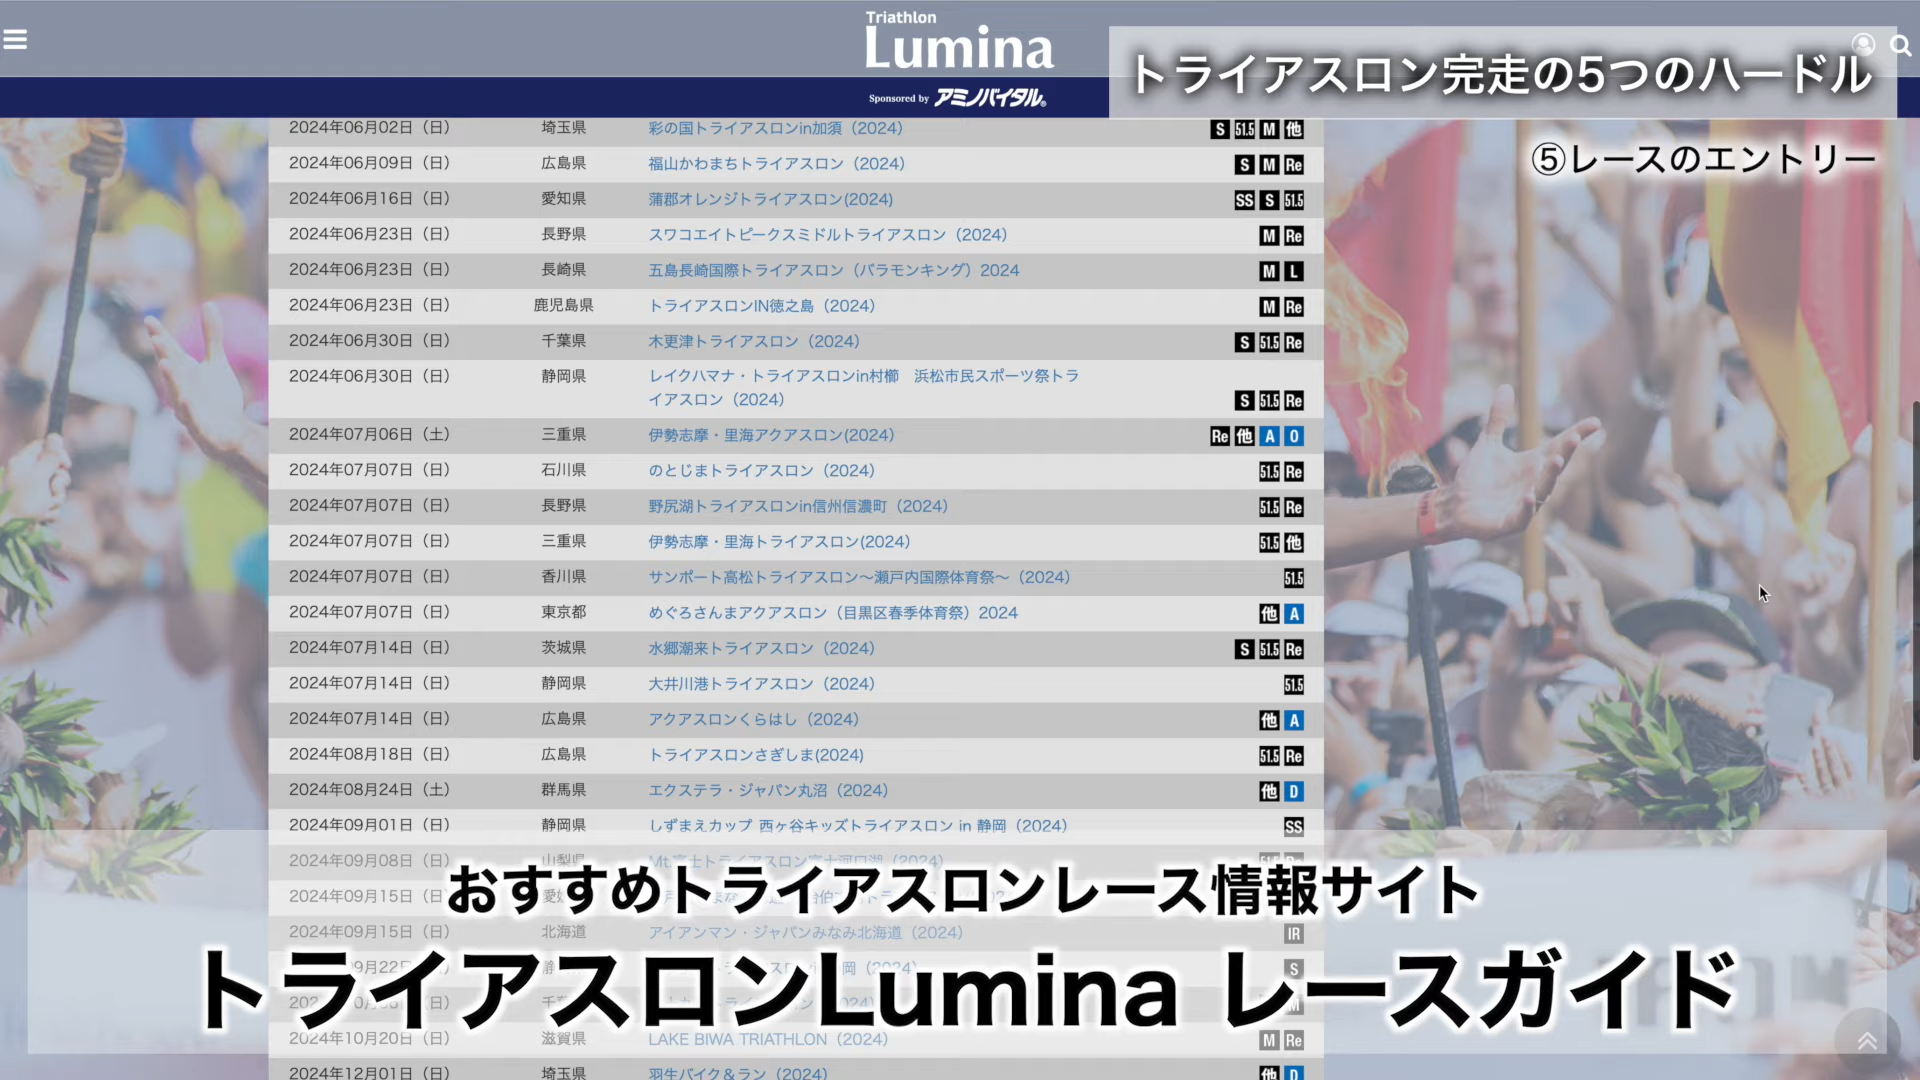 Triathlon
Lumina
Sponsored by アミノバイタル®
トライアスロン完走の5つのハードル
⑤レースのエントリー
2024年06月02日（日） 埼玉県 彩の国トライアスロンin加須（2024） S 51.5 M 他
2024年06月09日（日） 広島県 福山かわまちトライアスロン（2024） S M Re
2024年06月16日（日） 愛知県 蒲郡オレンジトライアスロン(2024) SS S 51.5
2024年06月23日（日） 長野県 スワコエイトピークスミドルトライアスロン（2024） M Re
2024年06月23日（日） 長崎県 五島長崎国際トライアスロン（バラモンキング）2024 M L
2024年06月23日（日） 鹿児島県 トライアスロンIN徳之島（2024） M Re
2024年06月30日（日） 千葉県 木更津トライアスロン（2024） S 51.5 Re
2024年06月30日（日） 静岡県 レイクハマナ・トライアスロンin村櫛　浜松市民スポーツ祭トラ
イアスロン（2024） S 51.5 Re
2024年07月06日（土） 三重県 伊勢志摩・里海アクアスロン(2024) Re 他 A O
2024年07月07日（日） 石川県 のとじまトライアスロン（2024） 51.5 Re
2024年07月07日（日） 長野県 野尻湖トライアスロンin信州信濃町（2024） 51.5 Re
2024年07月07日（日） 三重県 伊勢志摩・里海トライアスロン(2024) 51.5 他
2024年07月07日（日） 香川県 サンポート高松トライアスロン〜瀬戸内国際体育祭〜（2024） 51.5
2024年07月07日（日） 東京都 めぐろさんまアクアスロン（目黒区春季体育祭）2024 他 A
2024年07月14日（日） 茨城県 水郷潮来トライアスロン（2024） S 51.5 Re
2024年07月14日（日） 静岡県 大井川港トライアスロン（2024） 51.5
2024年07月14日（日） 広島県 アクアスロンくらはし（2024） 他 A
2024年08月18日（日） 広島県 トライアスロンさぎしま(2024) 51.5 Re
2024年08月24日（土） 群馬県 エクステラ・ジャパン丸沼（2024） 他 D
2024年09月01日（日） 静岡県 しずまえカップ 西ヶ谷キッズトライアスロン in 静岡（2024） SS
2024年09月08日（日） 山梨県 Mt.富士トライアスロン富士河口湖（2024）
おすすめトライアスロンレース情報サイト
2024年09月15日（日）
2024年09月15日（日） 北海道 アイアンマン・ジャパンみなみ北海道（2024） IR
トライアスロンLumina レースガイド
2024年10月20日（日） 滋賀県 LAKE BIWA TRIATHLON（2024） M Re
2024年12月01日（日） 埼玉県 羽生バイク＆ラン（2024） 他 D